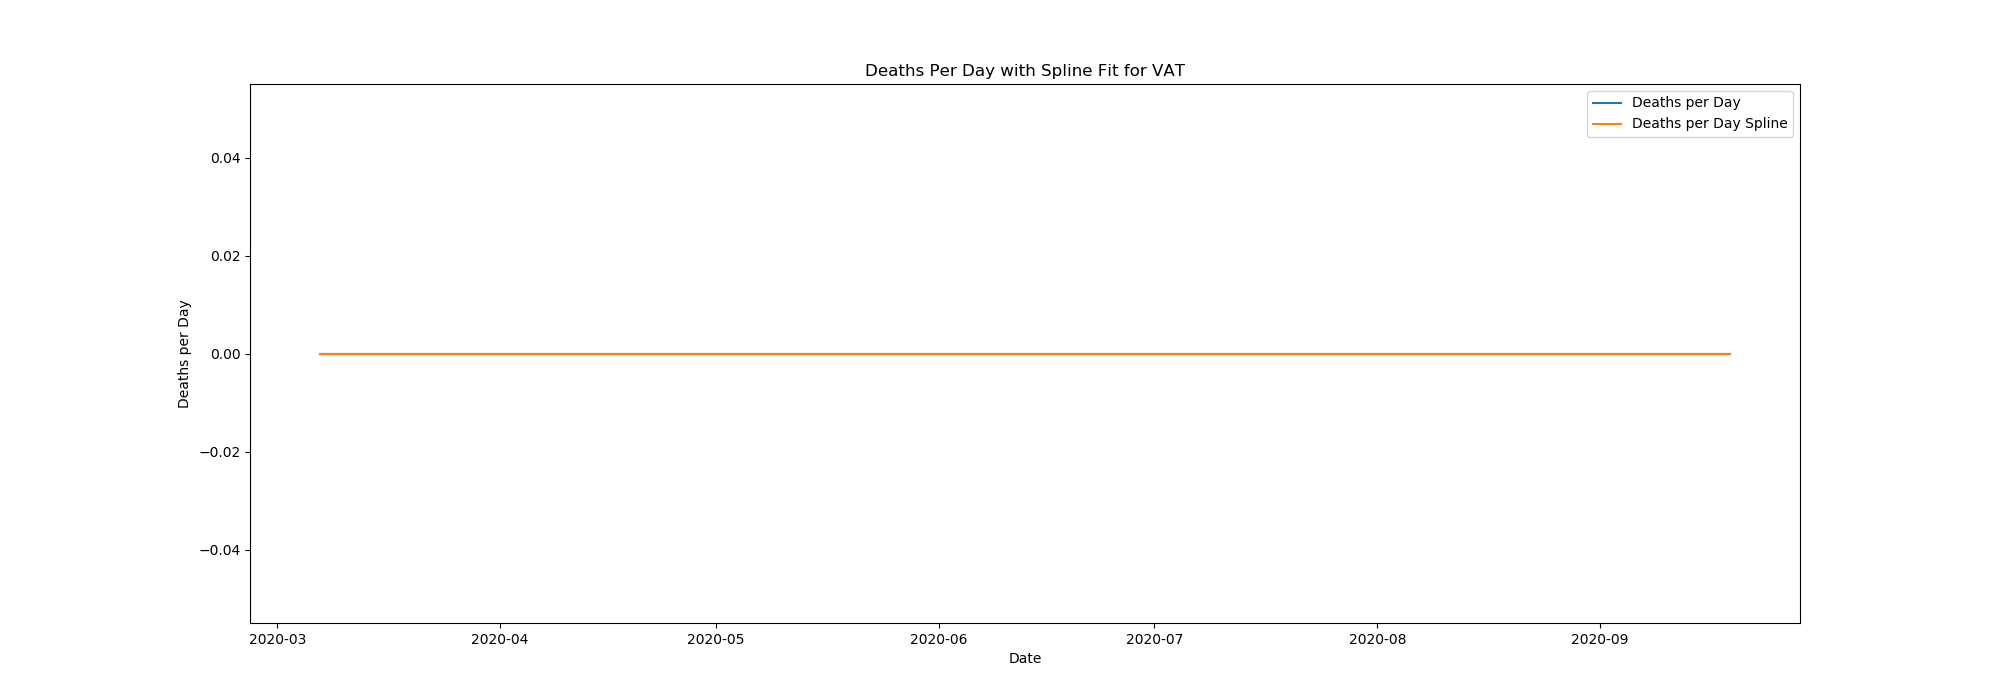 Deaths Per Day with Spline Fit for VAT
Deaths per Day
Deaths per Day Spline
0.04
0.02
0.00
−0.02
−0.04
Deaths per Day
2020-03 2020-04 2020-05 2020-06 2020-07 2020-08 2020-09
Date